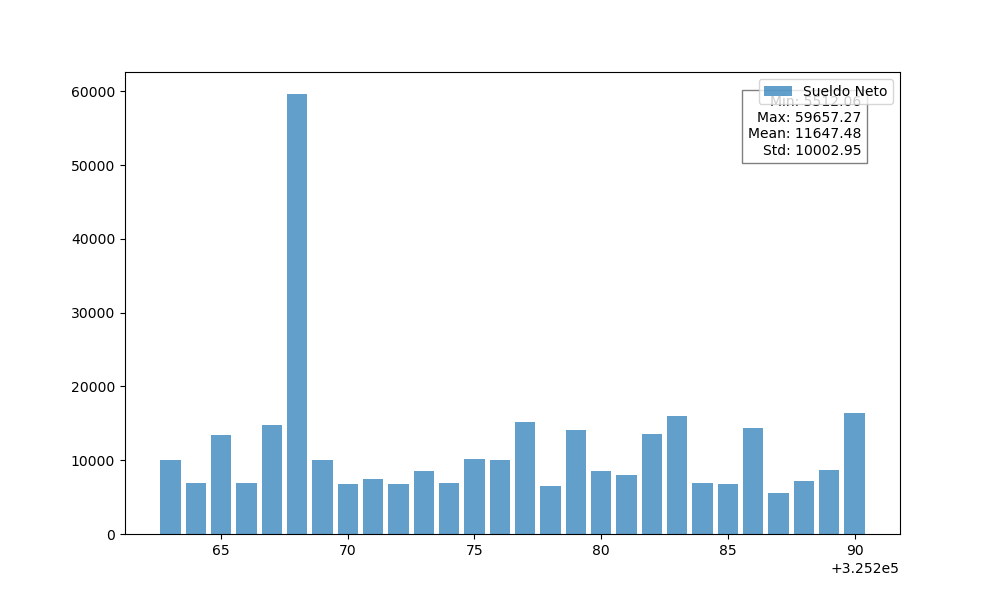 60000
50000
40000
30000
20000
10000
0
Sueldo Neto
Min: 5512.06
Max: 59657.27
Mean: 11647.48
Std: 10002.95
65 70 75 80 85 90
+3.252e5